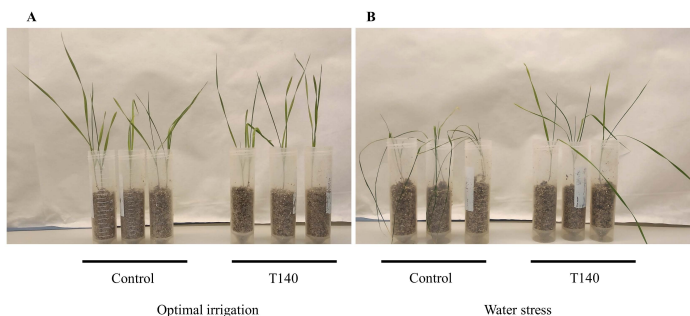 A
B
Control
T140
Control
T140
Optimal irrigation
Water stress